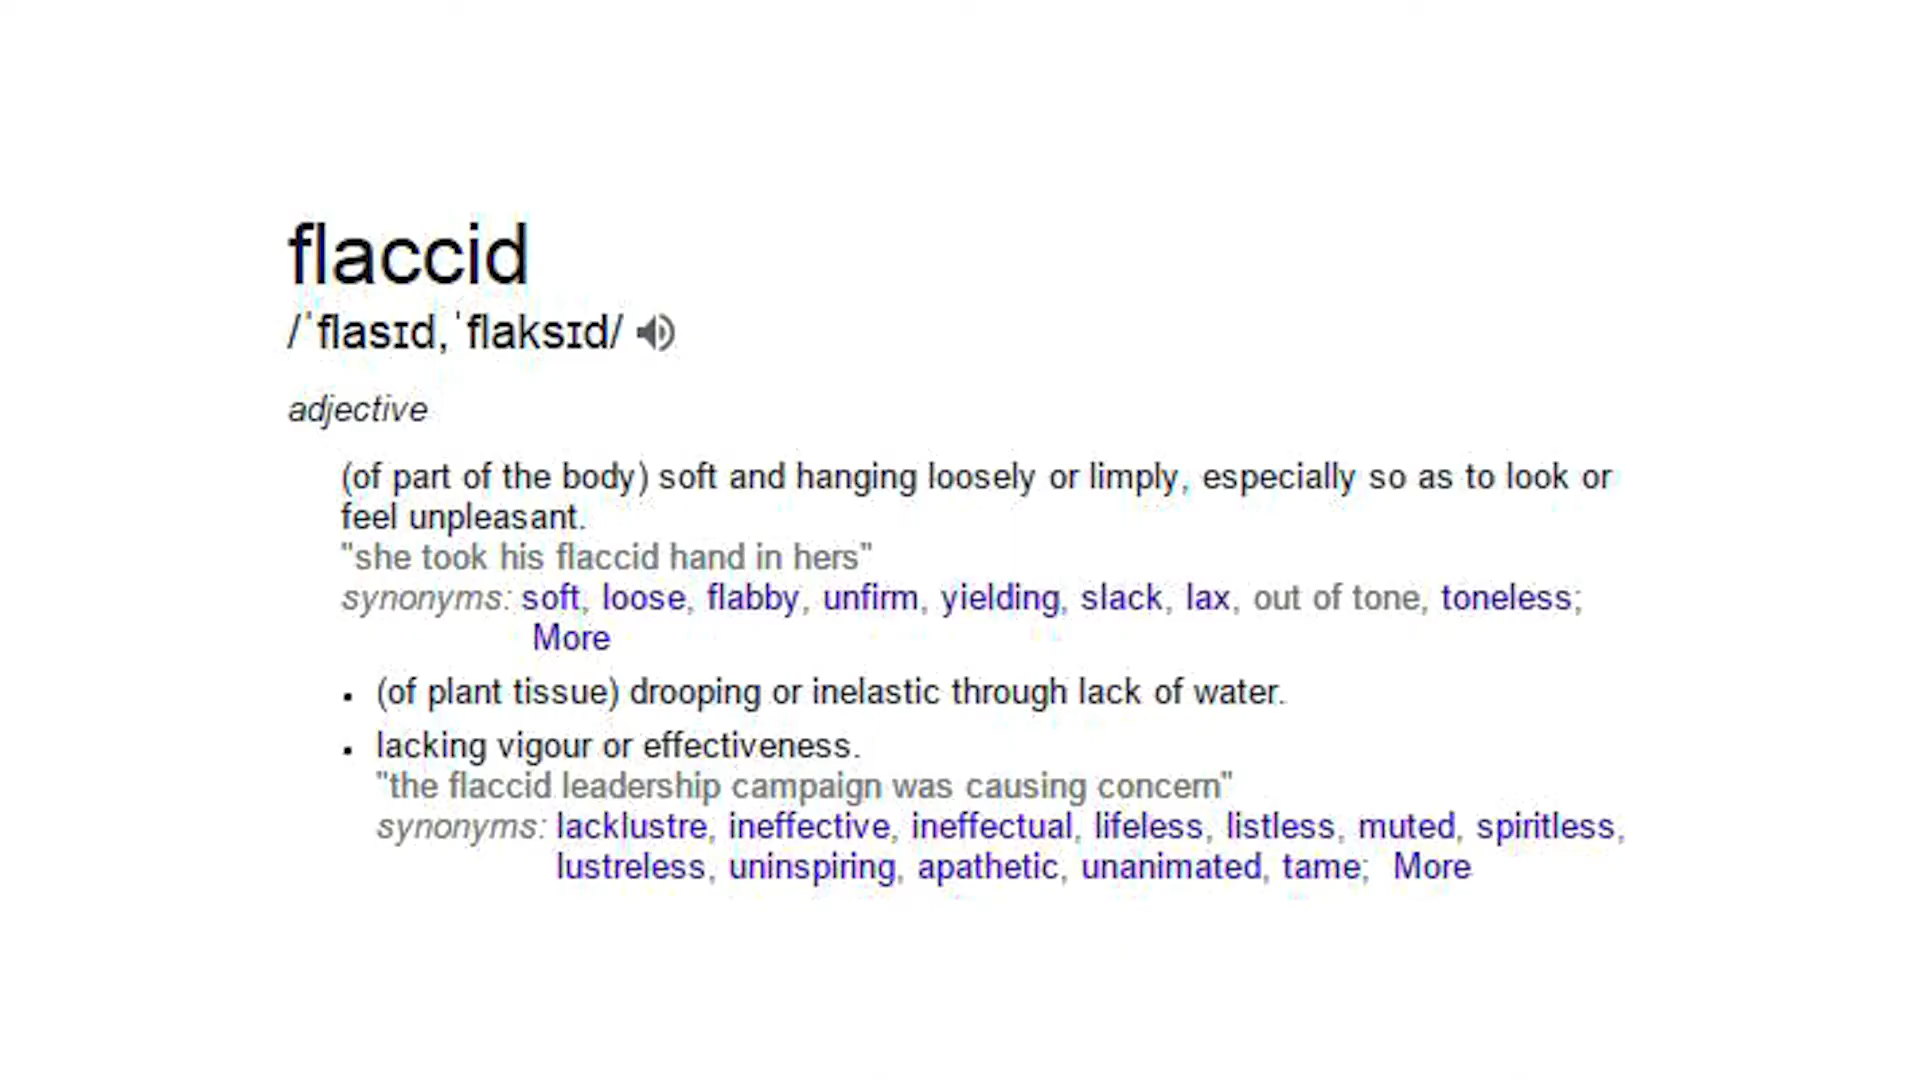 flaccid
/ˈflasɪd,ˈflaksɪd/
adjective
(of part of the body) soft and hanging loosely or limply, especially so as to look or
feel unpleasant.
"she took his flaccid hand in hers"
synonyms: soft, loose, flabby, unfirm, yielding, slack, lax, out of tone, toneless;
More
• (of plant tissue) drooping or inelastic through lack of water.
• lacking vigour or effectiveness.
"the flaccid leadership campaign was causing concern"
synonyms: lacklustre, ineffective, ineffectual, lifeless, listless, muted, spiritless,
lustreless, uninspiring, apathetic, unanimated, tame; More